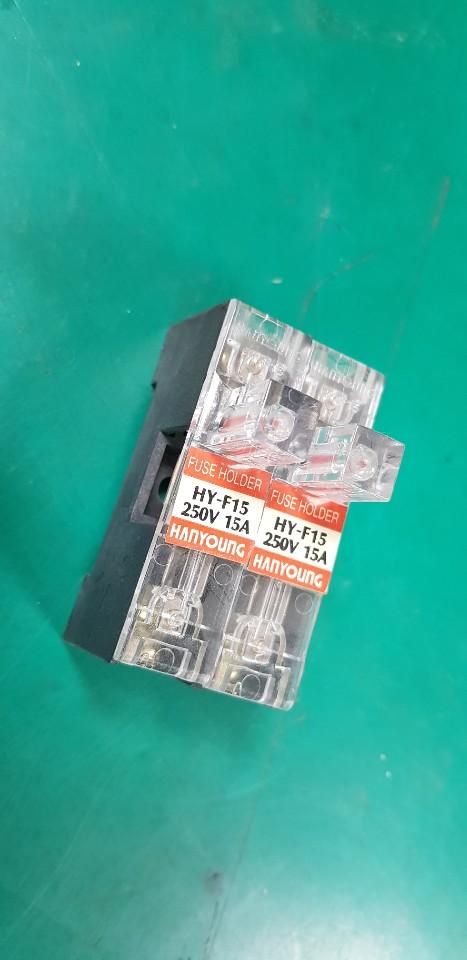 FUSE HOLDER
HY-F15
250V 15A
HANYOUNG
FUSE HOLDER
HY-F15
250V 15A
HANYOUNG